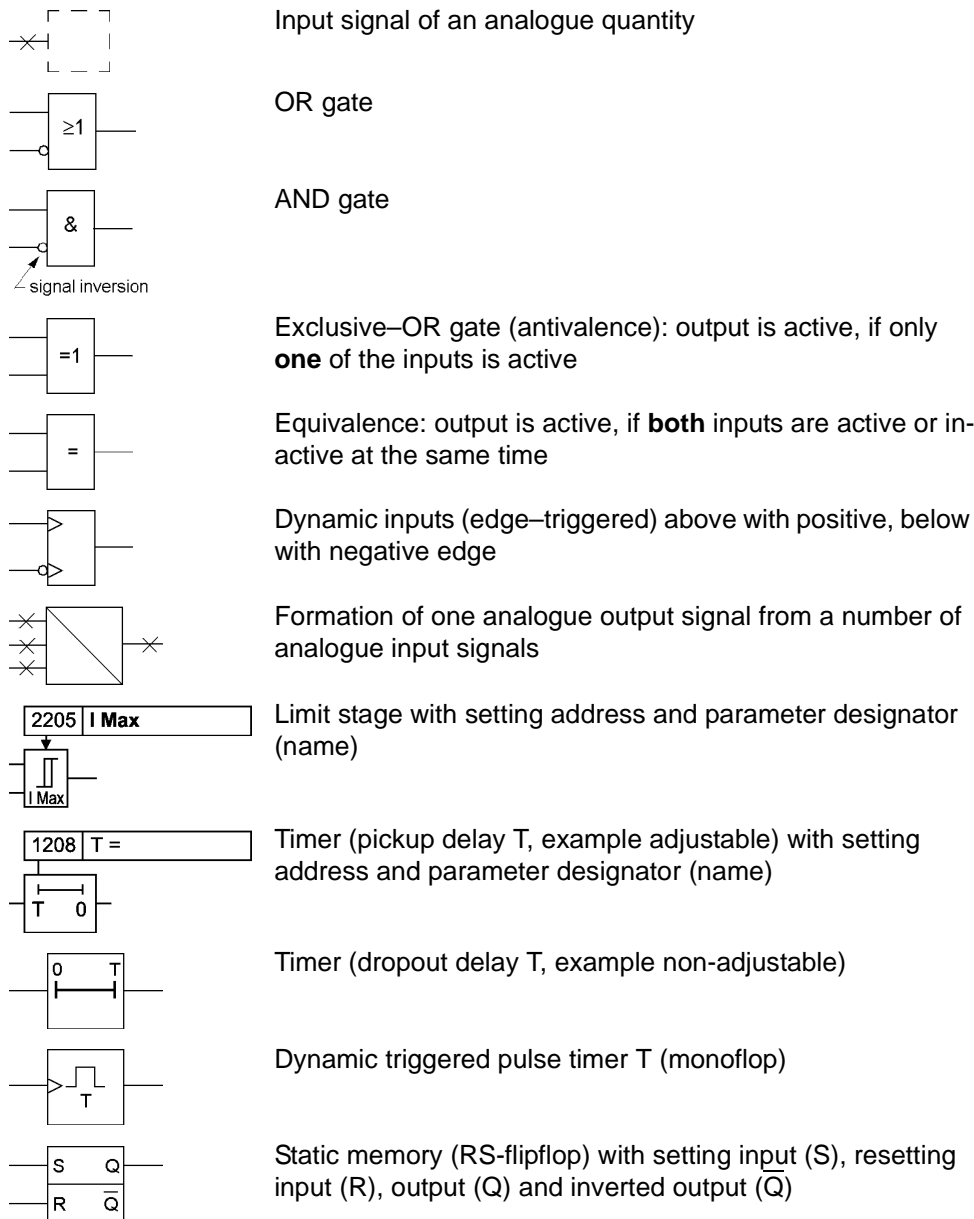 Input signal of an analogue quantity
≥1
OR gate
&
AND gate
signal inversion
=1
Exclusive–OR gate (antivalence): output is active, if only
one of the inputs is active
=
Equivalence: output is active, if both inputs are active or in-
active at the same time
Dynamic inputs (edge–triggered) above with positive, below
with negative edge
Formation of one analogue output signal from a number of
analogue input signals
2205 I Max
Limit stage with setting address and parameter designator
(name)
I Max
1208 T =
Timer (pickup delay T, example adjustable) with setting
address and parameter designator (name)
T 0
0 T
Timer (dropout delay T, example non-adjustable)
Dynamic triggered pulse timer T (monoflop)
T
S Q
Static memory (RS-flipflop) with setting input (S), resetting
input (R), output (Q) and inverted output (Q̅)
R Q̅